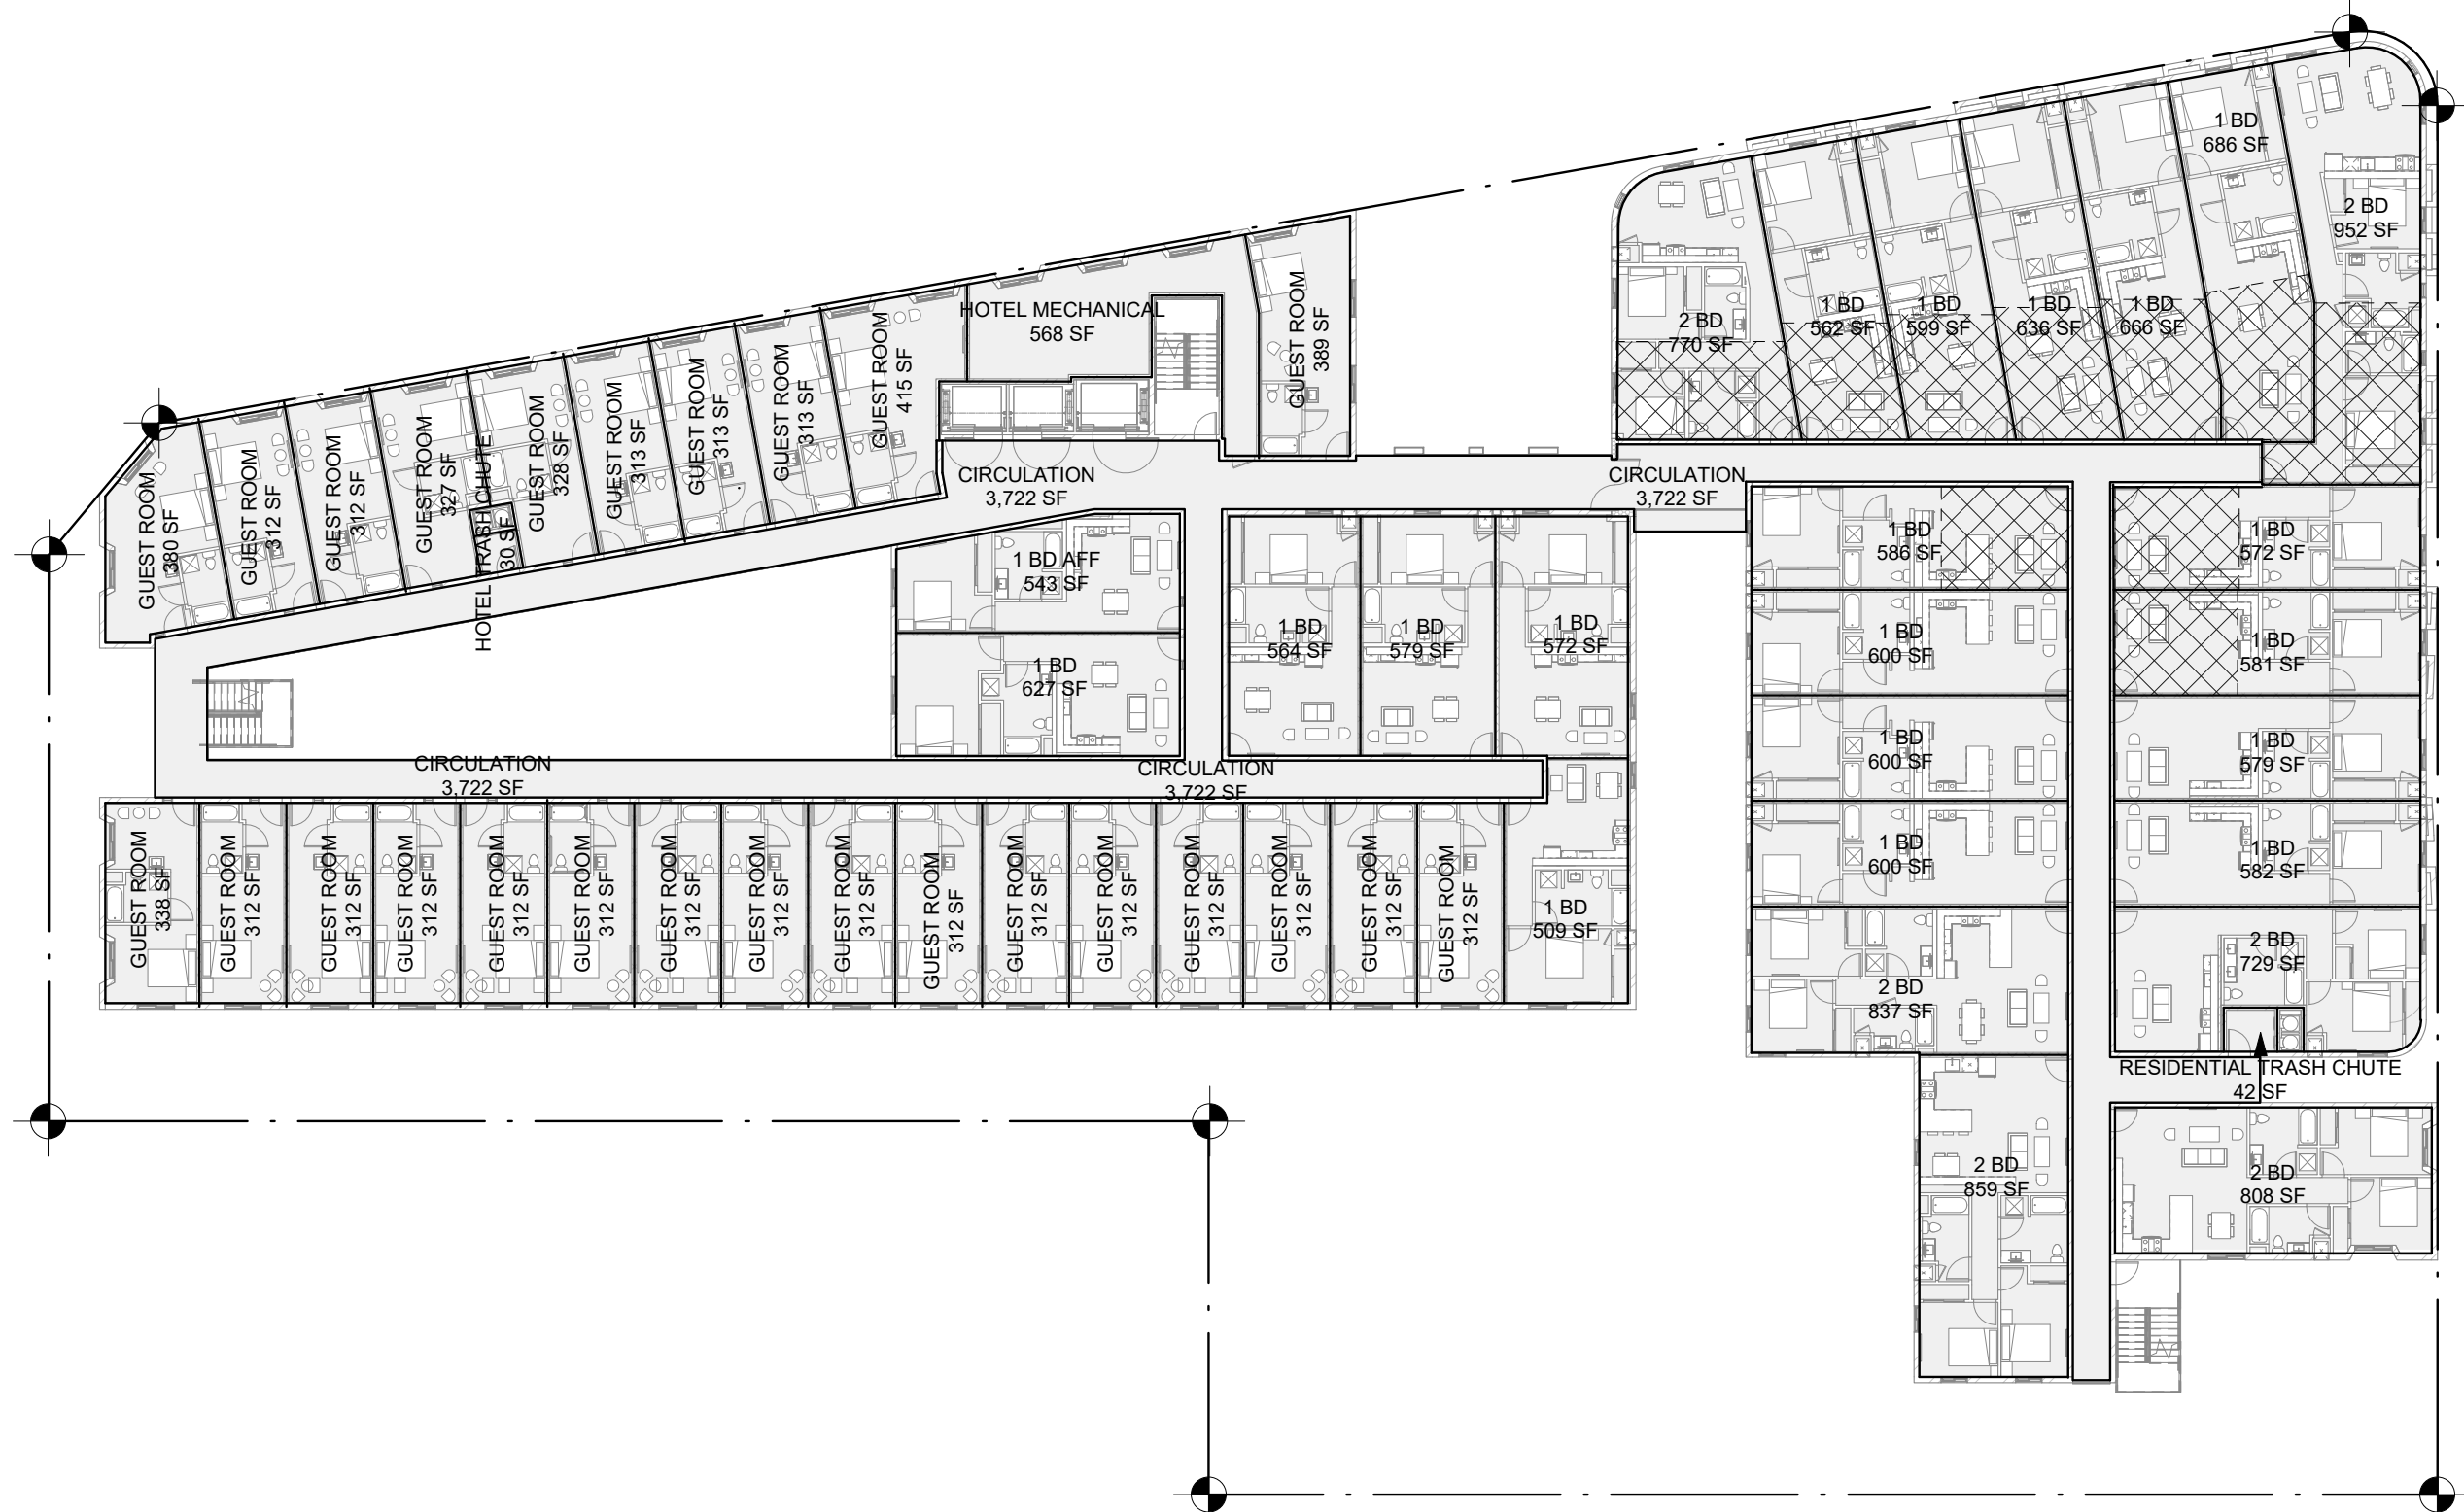 1 BD
686 SF
2 BD
952 SF
HOTEL MECHANICAL
568 SF
GUEST ROOM
389 SF
2 BD
770 SF
1 BD
562 SF
1 BD
599 SF
1 BD
636 SF
1 BD
666 SF
GUEST ROOM
380 SF
GUEST ROOM
312 SF
GUEST ROOM
312 SF
GUEST ROOM
327 SF
HOTEL TRASH CHUTE
30 SF
GUEST ROOM
328 SF
GUEST ROOM
313 SF
GUEST ROOM
313 SF
GUEST ROOM
313 SF
GUEST ROOM
415 SF
CIRCULATION
3,722 SF
CIRCULATION
3,722 SF
1 BD AFF
543 SF
1 BD
627 SF
1 BD
564 SF
1 BD
579 SF
1 BD
572 SF
1 BD
586 SF
1 BD
572 SF
1 BD
600 SF
1 BD
581 SF
1 BD
600 SF
1 BD
579 SF
1 BD
600 SF
1 BD
582 SF
CIRCULATION
3,722 SF
CIRCULATION
3,722 SF
GUEST ROOM
338 SF
GUEST ROOM
312 SF
GUEST ROOM
312 SF
GUEST ROOM
312 SF
GUEST ROOM
312 SF
GUEST ROOM
312 SF
GUEST ROOM
312 SF
GUEST ROOM
312 SF
GUEST ROOM
312 SF
GUEST ROOM
312 SF
GUEST ROOM
312 SF
GUEST ROOM
312 SF
GUEST ROOM
312 SF
GUEST ROOM
312 SF
GUEST ROOM
312 SF
GUEST ROOM
312 SF
1 BD
509 SF
2 BD
837 SF
2 BD
729 SF
RESIDENTIAL TRASH CHUTE
42 SF
2 BD
859 SF
2 BD
808 SF